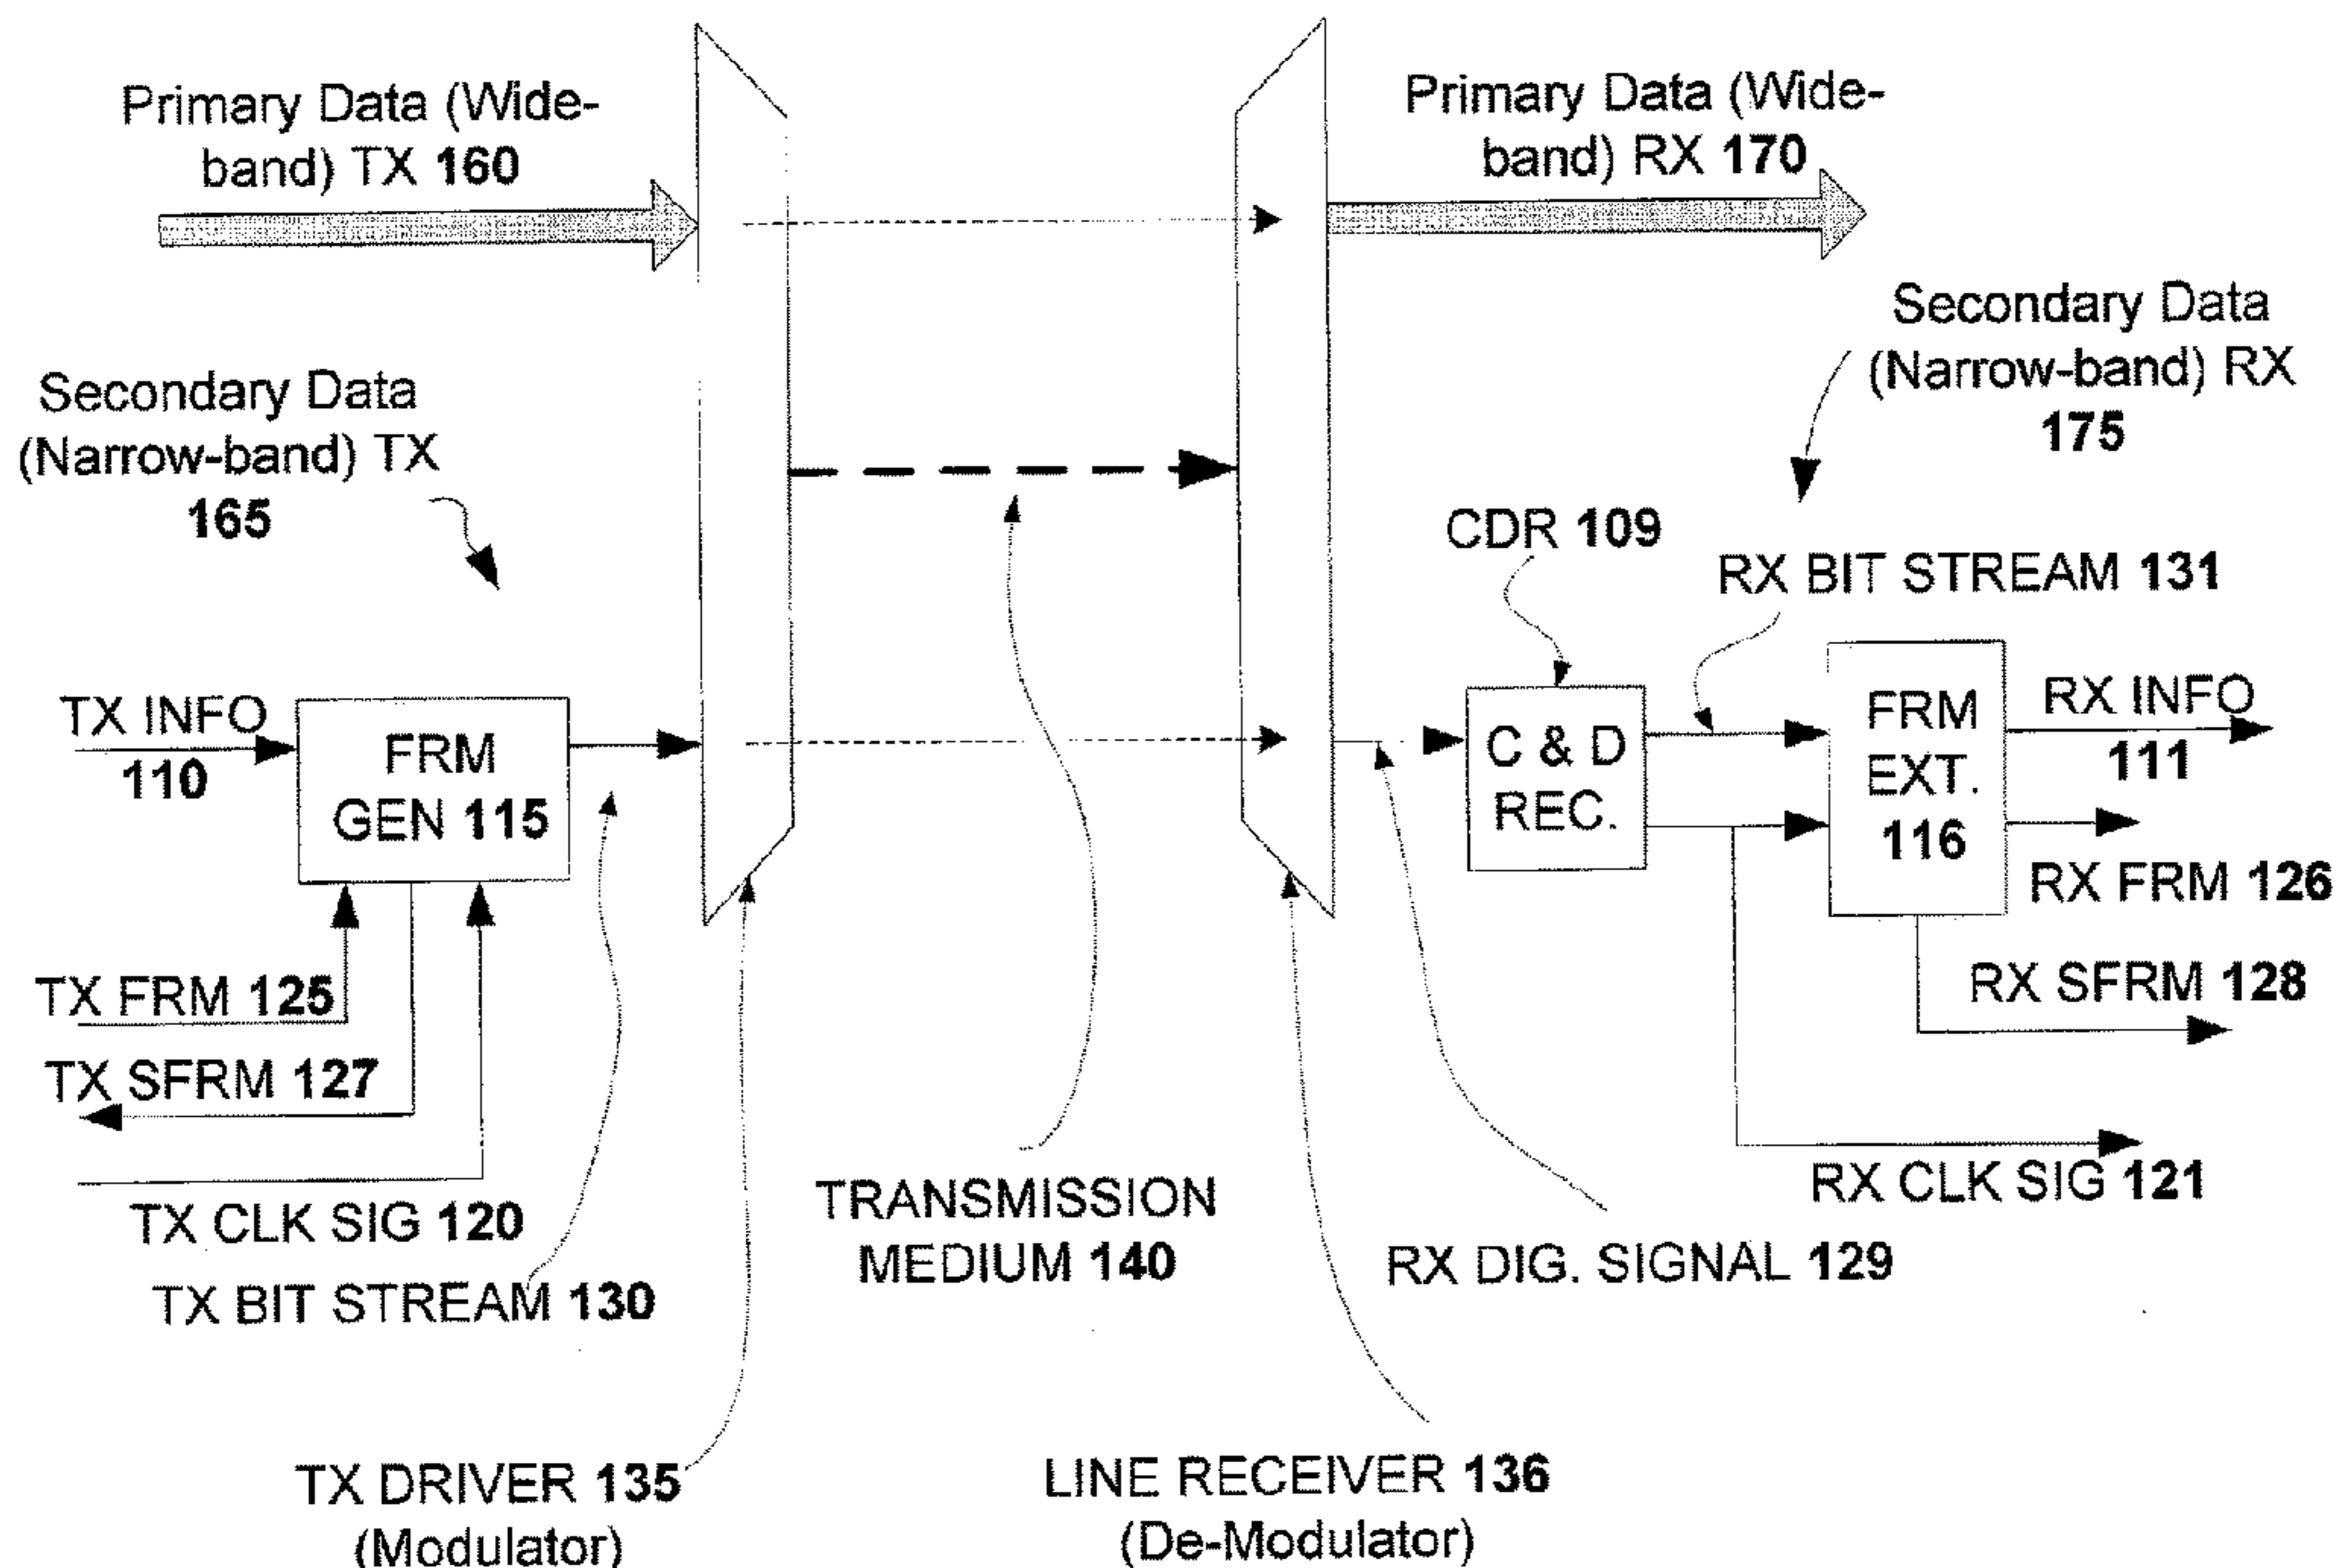 Primary Data (Wide-
band) TX 160
Primary Data (Wide-
band) RX 170
Secondary Data
(Narrow-band) TX
165
Secondary Data
(Narrow-band) RX
175
CDR 109
RX BIT STREAM 131
TX INFO
110
FRM
GEN 115
C & D
REC.
FRM
EXT.
116
RX INFO
111
RX FRM 126
TX FRM 125
TX SFRM 127
TX CLK SIG 120
TX BIT STREAM 130
RX SFRM 128
RX CLK SIG 121
TRANSMISSION
MEDIUM 140
RX DIG. SIGNAL 129
TX DRIVER 135
(Modulator)
LINE RECEIVER 136
(De-Modulator)